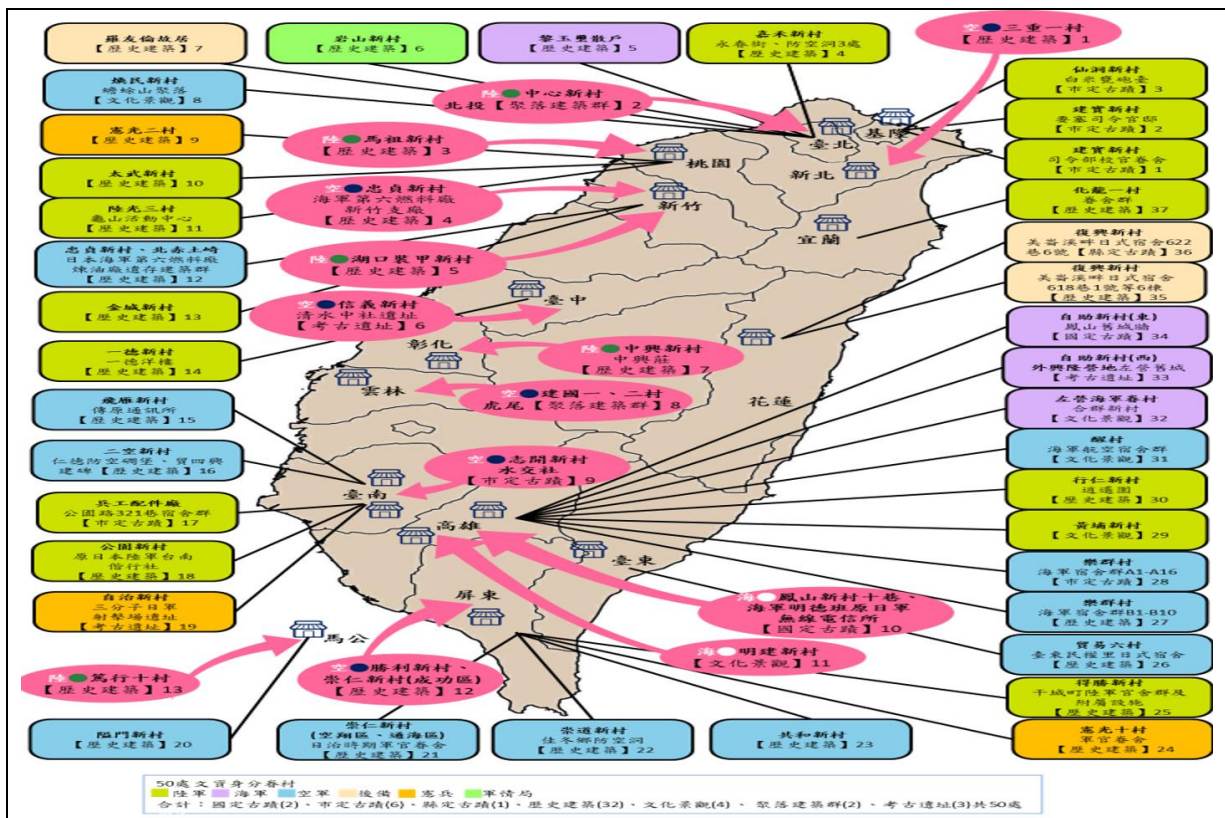 羅友倫故居
【歷史建築】7
岩山新村
【歷史建築】6
黎玉璽散戶
【歷史建築】5
嘉禾新村
永春街、防空洞3處
【歷史建築】4
空●三重一村
【歷史建築】1
煥民新村
蟾蜍山聚落
【文化景觀】8
憲光二村
【歷史建築】9
太武新村
【歷史建築】10
陸光三村
龜山活動中心
【歷史建築】11
忠貞新村、北赤土崎
日本海軍第六燃料廠
煉油廠遺存建築群
【歷史建築】12
金城新村
【歷史建築】13
一德新村
一德洋樓
【歷史建築】14
飛雁新村
傳原通訊所
【歷史建築】15
二空新村
仁德防空碉堡、貿四興
建碑【歷史建築】16
兵工配件廠
公園路321巷宿舍群
【市定古蹟】17
公園新村
原日本陸軍台南
偕行社
【歷史建築】18
自治新村
三分子日軍
射擊場遺址
【考古遺址】19
陸●中心新村
北投【聚落建築群】2
陸●馬祖新村
【歷史建築】3
空●忠貞新村
海軍第六燃料廠
新竹支廠
【歷史建築】4
陸●湖口裝甲新村
【歷史建築】5
空●信義新村
清水中社遺址
【考古遺址】6
陸●中興新村
中興莊
【歷史建築】7
空●建國一、二村
虎尾【聚落建築群】8
空●志開新村
水交社
【市定古蹟】9
海●鳳山新村十巷、
海軍明德班原日軍
無線電信所
【國定古蹟】10
海●明建新村
【文化景觀】11
空●勝利新村、
崇仁新村(成功區)
【歷史建築】12
陸●篤行十村
【歷史建築】13
基隆
臺北
新北
桃園
新竹
宜蘭
臺中
彰化
雲林
花蓮
臺南
高雄
臺東
屏東
馬公
仙洞新村
白米甕砲臺
【市定古蹟】3
建實新村
要塞司令官邸
【市定古蹟】2
建實新村
司令部校官眷舍
【市定古蹟】1
化龍一村
眷舍群
【歷史建築】37
復興新村
美崙溪畔日式宿舍622
巷6號【縣定古蹟】36
復興新村
美崙溪畔日式宿舍
618巷1號等6棟
【歷史建築】35
自助新村(東)
鳳山舊城牆
【國定古蹟】34
自助新村(西)
外興隆營地左營舊城
【考古遺址】33
左營海軍眷村
合群新村
【文化景觀】32
醒村
海軍航空宿舍群
【文化景觀】31
行仁新村
逍遙園
【歷史建築】30
黃埔新村
【文化景觀】29
樂群村
海軍宿舍群A1-A16
【市定古蹟】28
樂群村
海軍宿舍群B1-B10
【歷史建築】27
貿易六村
臺東民權里日式宿舍
【歷史建築】26
得勝新村
干城町陸軍官舍群及
附屬設施
【歷史建築】25
憲光十村
軍官眷舍
【歷史建築】24
隘門新村
【歷史建築】20
崇仁新村
(空翔區、通海區)
日治時期軍官眷舍
【歷史建築】21
崇道新村
佳冬鄉防空洞
【歷史建築】22
共和新村
【歷史建築】23
50處文資身分眷村
陸軍 海軍 空軍 後備 憲兵 軍情局
合計：國定古蹟(2)、市定古蹟(6)、縣定古蹟(1)、歷史建築(32)、文化景觀(4)、聚落建築群(2)、考古遺址(3)共50處